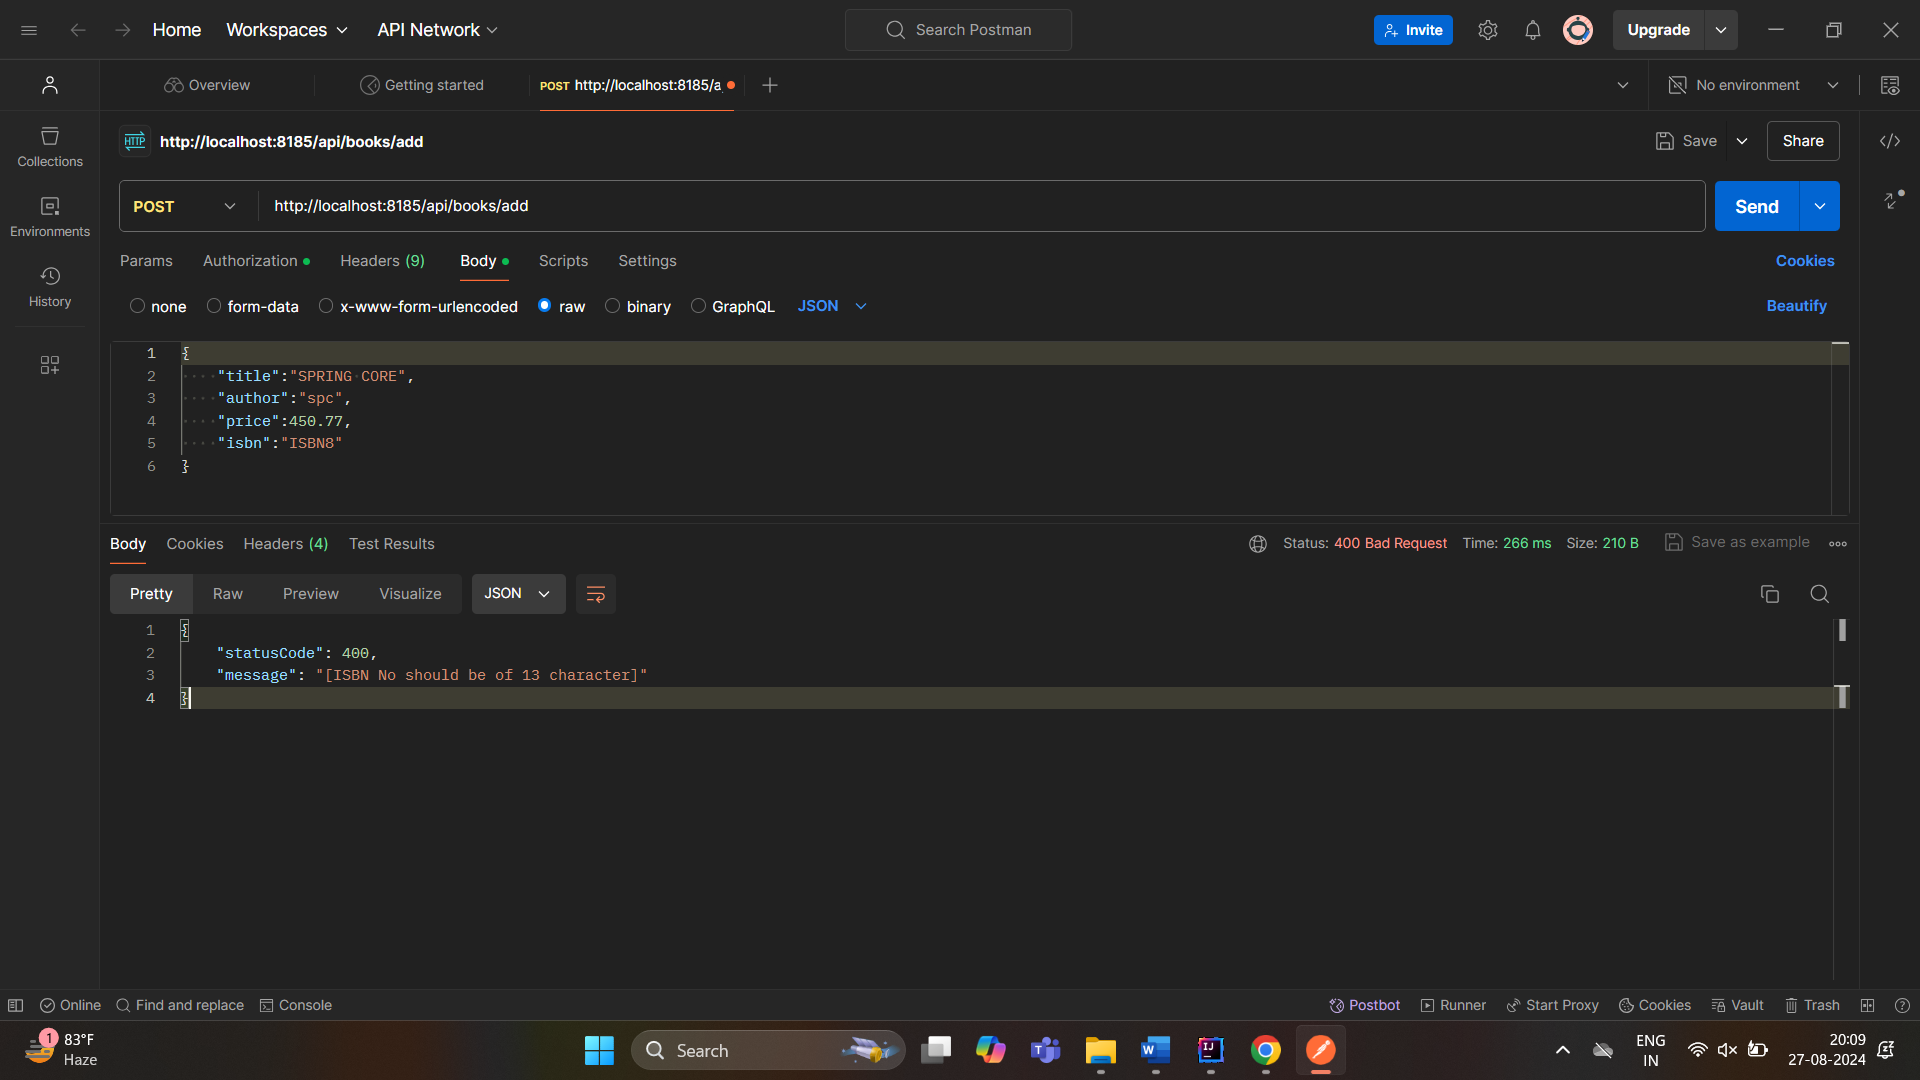 Home Workspaces API Network Search Postman Invite Upgrade
Overview Getting started POST http://localhost:8185/a No environment
HTTP http://localhost:8185/api/books/add Save Share
Collections
POST http://localhost:8185/api/books/add Send
Environments
Params Authorization Headers (9) Body Scripts Settings Cookies
History
none form-data x-www-form-urlencoded raw binary GraphQL JSON Beautify
1 {
2 "title":"SPRING CORE",
3 "author":"spc",
4 "price":450.77,
5 "isbn":"ISBN8"
6 }
Body Cookies Headers (4) Test Results Status: 400 Bad Request Time: 266 ms Size: 210 B Save as example
Pretty Raw Preview Visualize JSON
1 {
2 "statusCode": 400,
3 "message": "[ISBN No should be of 13 character]"
4 }
Online Find and replace Console Postbot Runner Start Proxy Cookies Vault Trash
1 83°F
Haze
Search
ENG
IN
20:09
27-08-2024